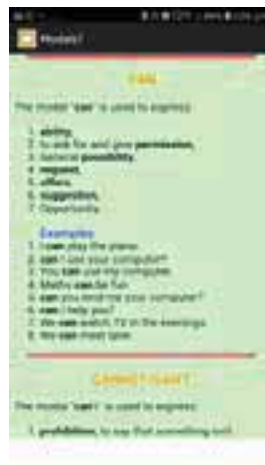 Modals1
CAN
The modal "can" is used to express:
1. ability,
2. to ask for and give permission,
3. General possibility,
4. request,
5. offers,
6. suggestion,
7. Opportunity.
Examples
1. I can play the piano.
2. can I use your computer?
3. You can use my computer.
4. Maths can be fun
5. can you lend me your computer?
6. can I help you?
7. We can watch TV in the evenings.
8. We can meet later.
CANNOT/CAN'T
The modal "can't" is used to express:
1. prohibition, to say that something isn't